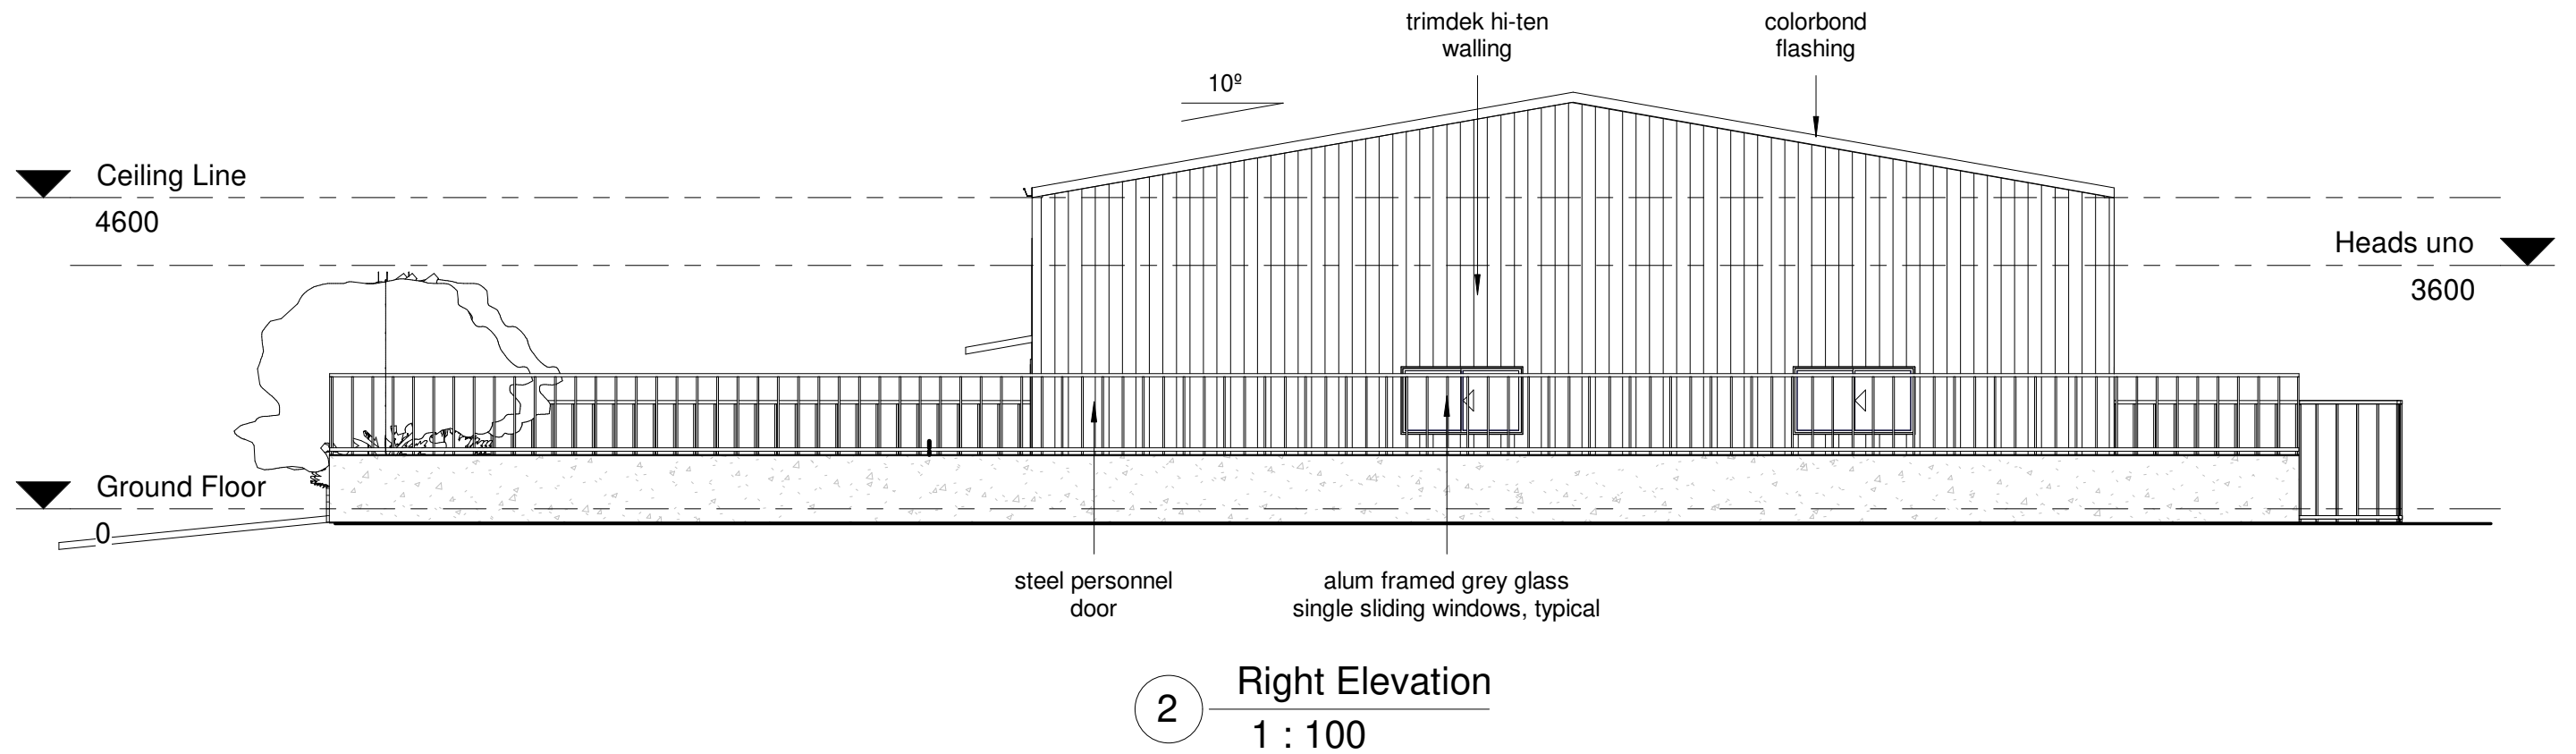 trimdek hi-ten
walling
colorbond
flashing
10º
Ceiling Line
4600
Heads uno
3600
Ground Floor
0
steel personnel
door
alum framed grey glass
single sliding windows, typical
2
Right Elevation
1 : 100